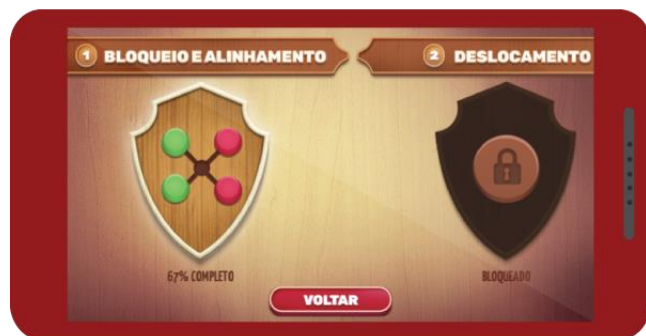 1 BLOQUEIO E ALINHAMENTO
2 DESLOCAMENTO
67% COMPLETO
BLOQUEADO
VOLTAR